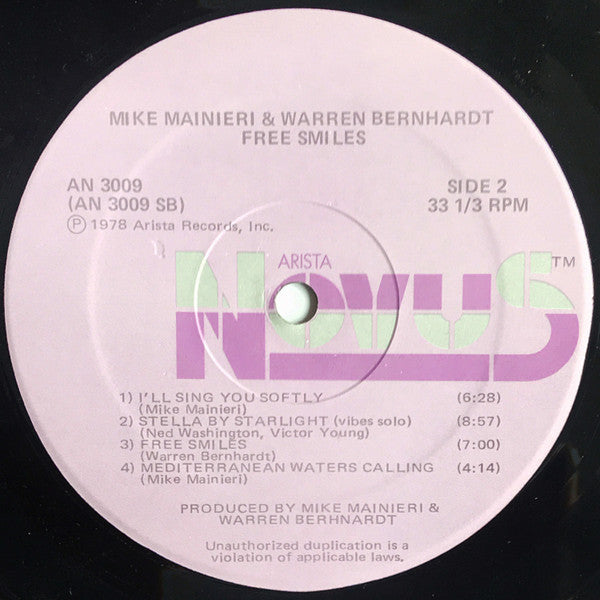 MIKE MAINIERI & WARREN BERNHARDT
FREE SMILES
AN 3009
(AN 3009 SB)
Ⓟ 1978 Arista Records, Inc.
SIDE 2
33 1/3 RPM
ARISTA
NOVUS™
1) I'LL SING YOU SOFTLY (6:28)
(Mike Mainieri)
2) STELLA BY STARLIGHT (vibes solo) (8:57)
(Ned Washington, Victor Young)
3) FREE SMILES (7:00)
(Warren Bernhardt)
4) MEDITERRANEAN WATERS CALLING (4:14)
(Mike Mainieri)
PRODUCED BY MIKE MAINIERI &
WARREN BERHNARDT
Unauthorized duplication is a
violation of applicable laws.